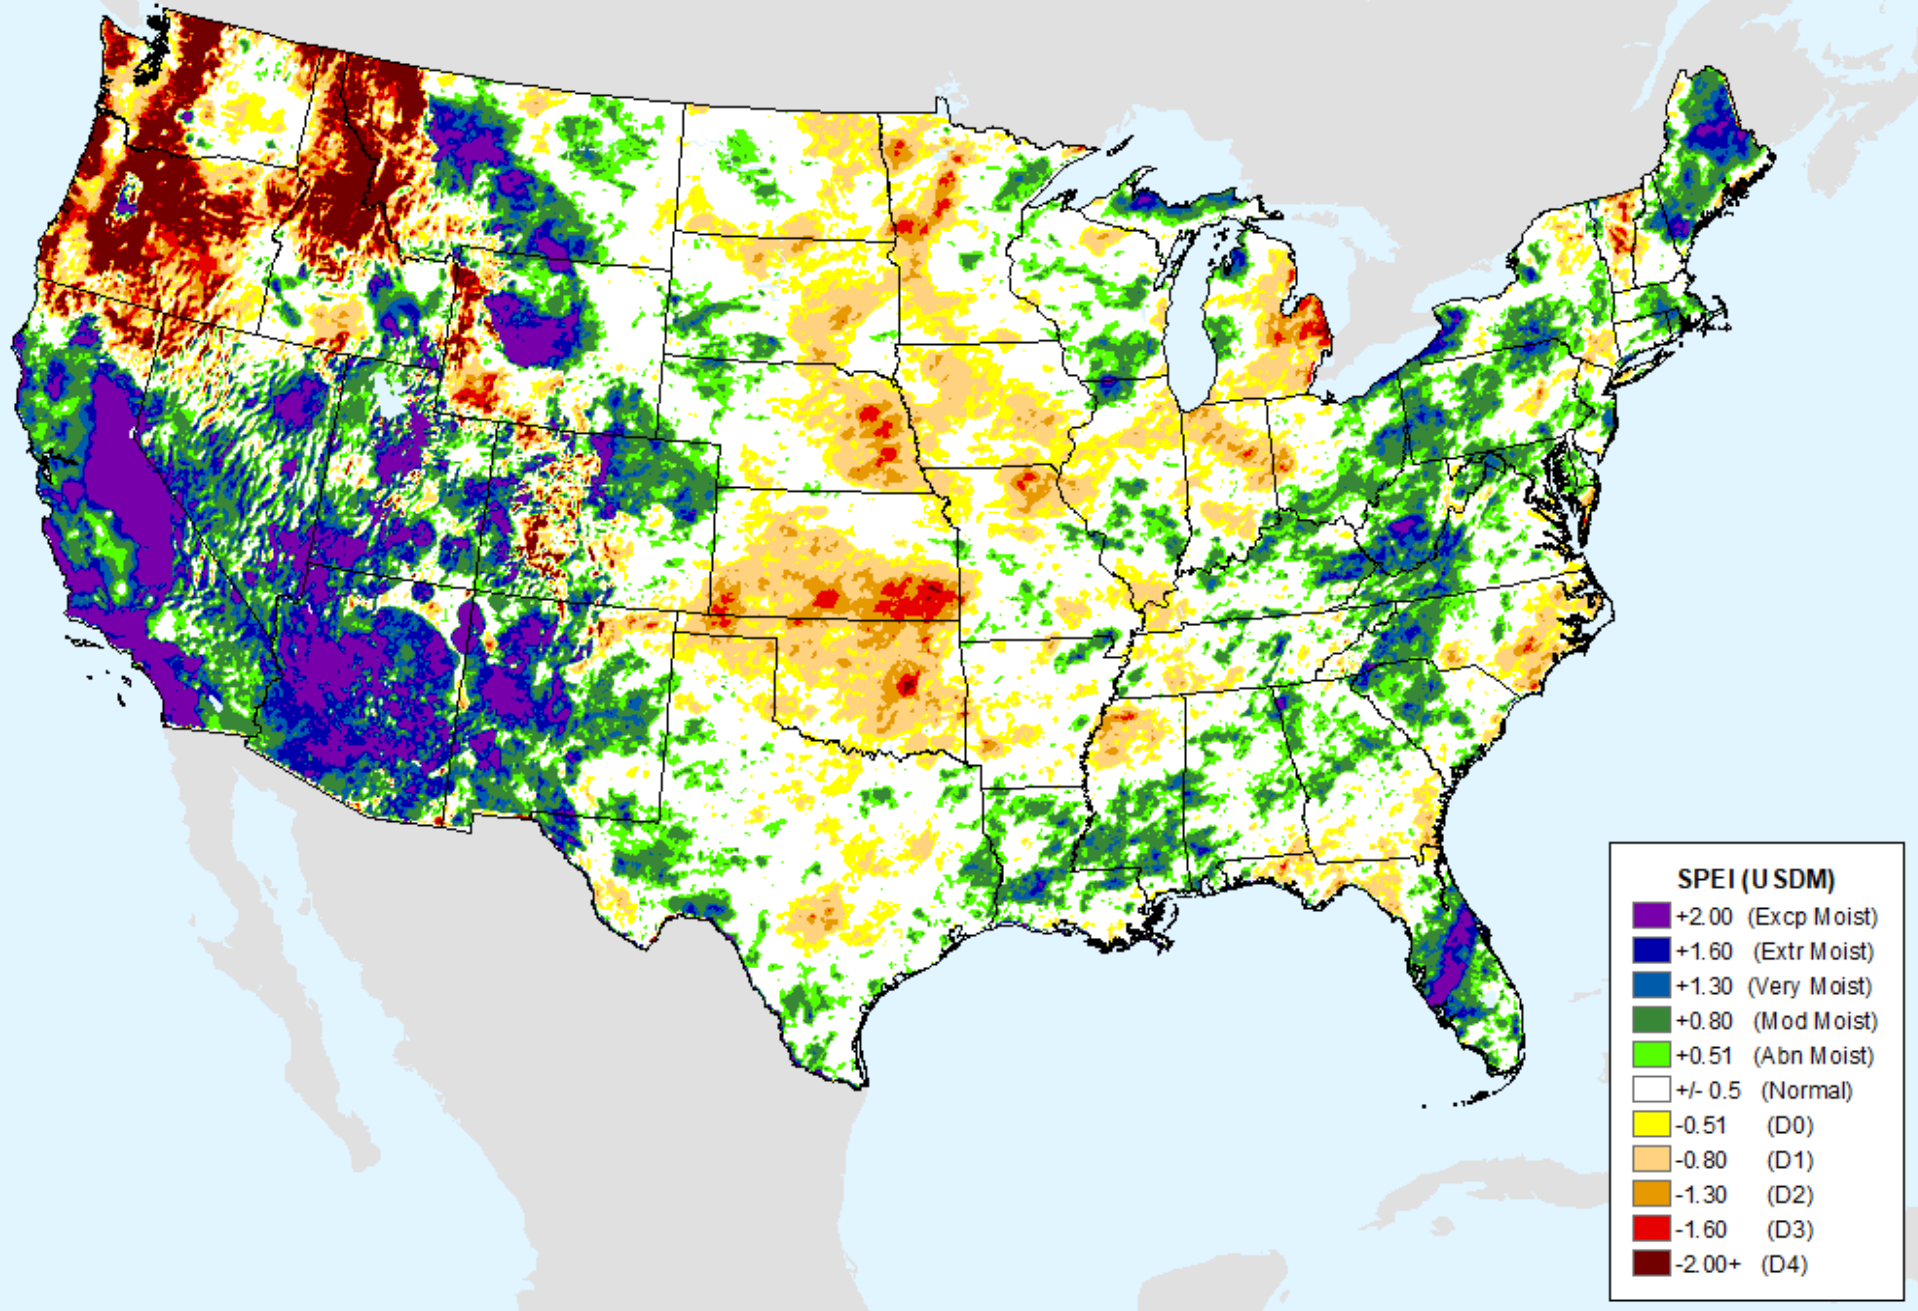 SPEI (USDM)
+2.00 (Excp Moist)
+1.60 (Extr Moist)
+1.30 (Very Moist)
+0.80 (Mod Moist)
+0.51 (Abn Moist)
+/- 0.5 (Normal)
-0.51 (D0)
-0.80 (D1)
-1.30 (D2)
-1.60 (D3)
-2.00+ (D4)